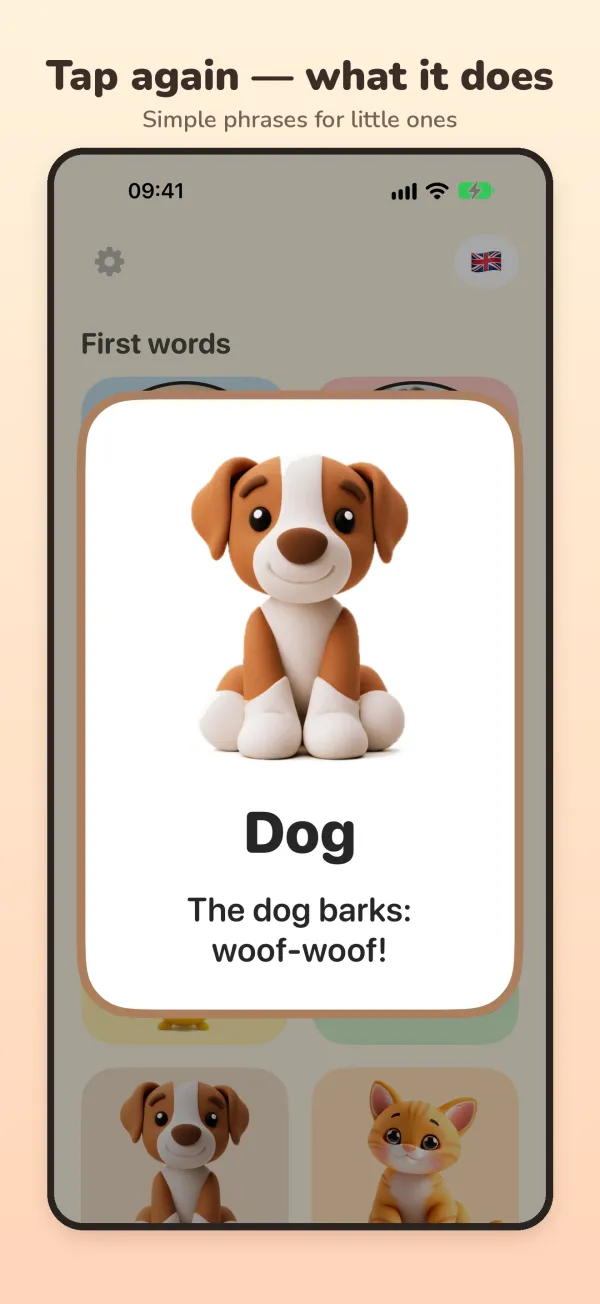 Tap again — what it does
Simple phrases for little ones
09:41
First words
Dog
The dog barks:
woof-woof!